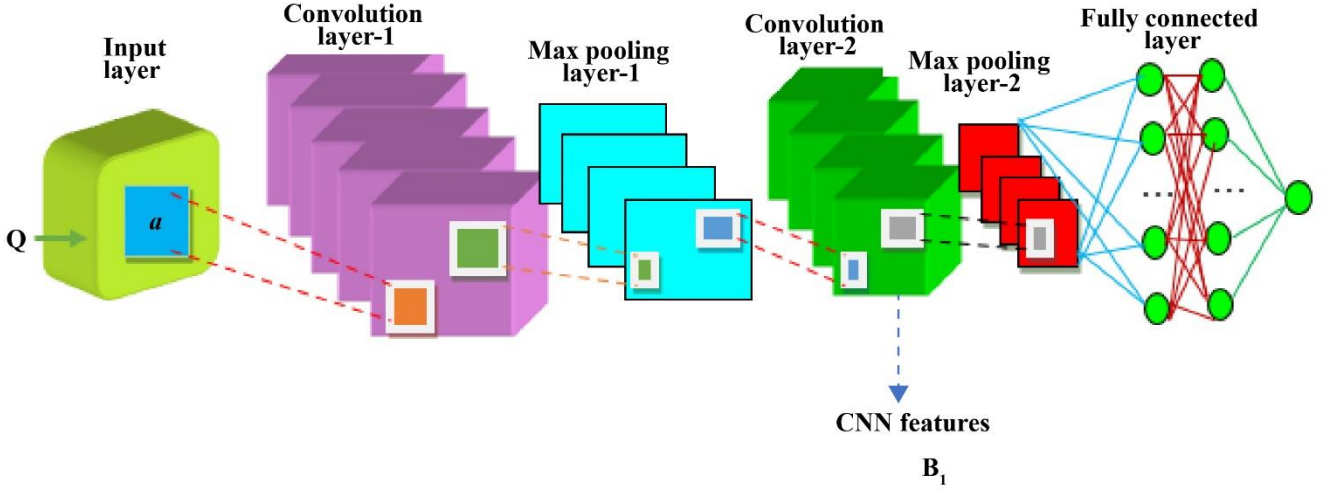 Input
layer
Convolution
layer-1
Max pooling
layer-1
Convolution
layer-2
Max pooling
layer-2
Fully connected
layer
Q
a
CNN features
B₁